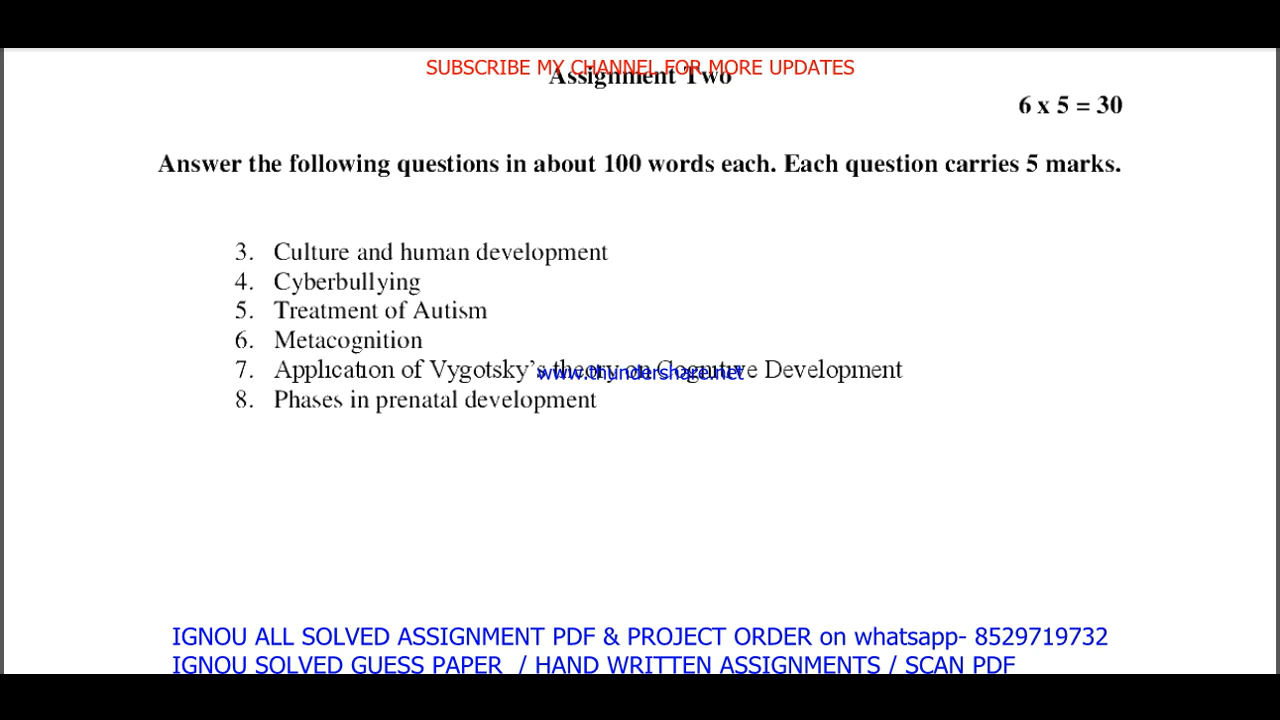 SUBSCRIBE MY CHANNEL FOR MORE UPDATES
Assignment Two
6 x 5 = 30
Answer the following questions in about 100 words each. Each question carries 5 marks.
3. Culture and human development
4. Cyberbullying
5. Treatment of Autism
6. Metacognition
7. Application of Vygotsky's theory on Cognitive Development
www.thundershare.net
8. Phases in prenatal development
IGNOU ALL SOLVED ASSIGNMENT PDF & PROJECT ORDER on whatsapp- 8529719732
IGNOU SOLVED GUESS PAPER / HAND WRITTEN ASSIGNMENTS / SCAN PDF